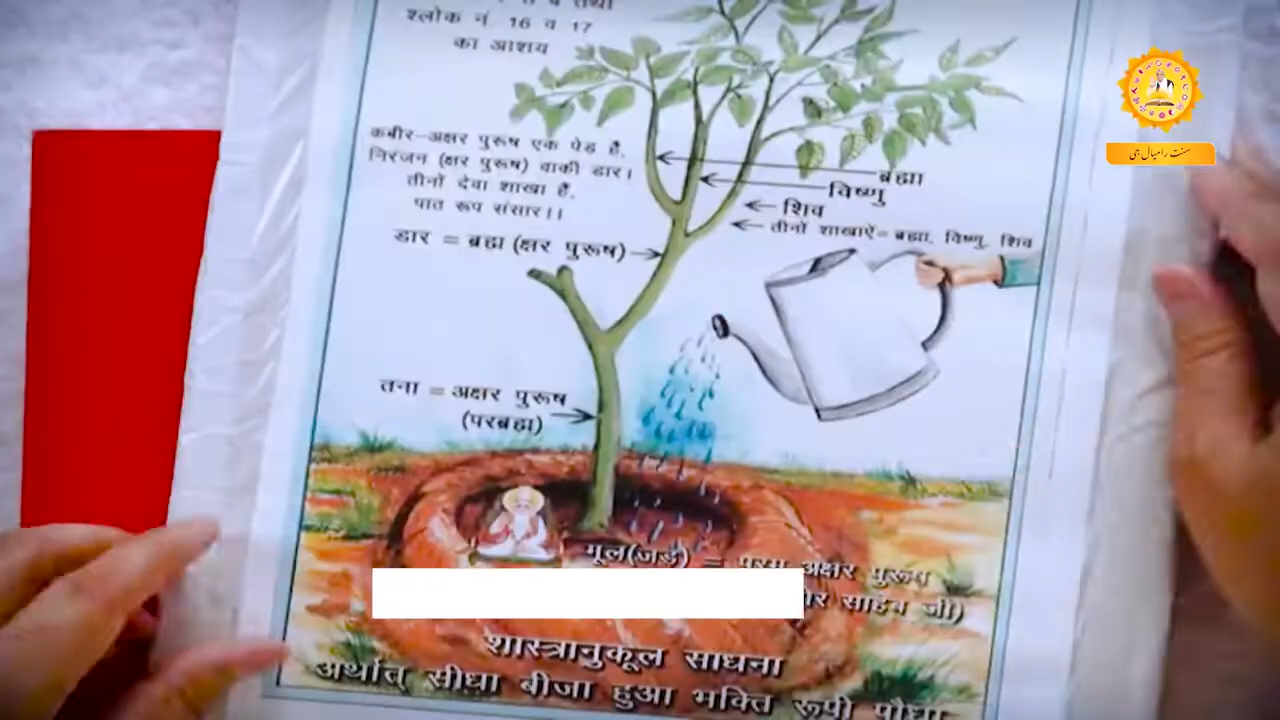 श्लोक नं. 16 व 17
का आशय
कबीर-अक्षर पुरूष एक पेड़ है,
निरंजन (क्षर पुरूष) वाकी डार।
तीनों देवा शाखा हैं,
पात रूप संसार।।
ब्रह्मा
विष्णु
शिव
तीनों शाखाऐं= ब्रह्मा, विष्णु, शिव
डार = ब्रह्म (क्षर पुरूष)
तना = अक्षर पुरूष
(परब्रह्म)
मूल(जड़) = परम अक्षर पुरूष
साहेब जी)
शास्त्रानुकूल साधना
अर्थात् सीधा बीजा हुआ भक्ति रूपी पौधा
سنت رامپال جی